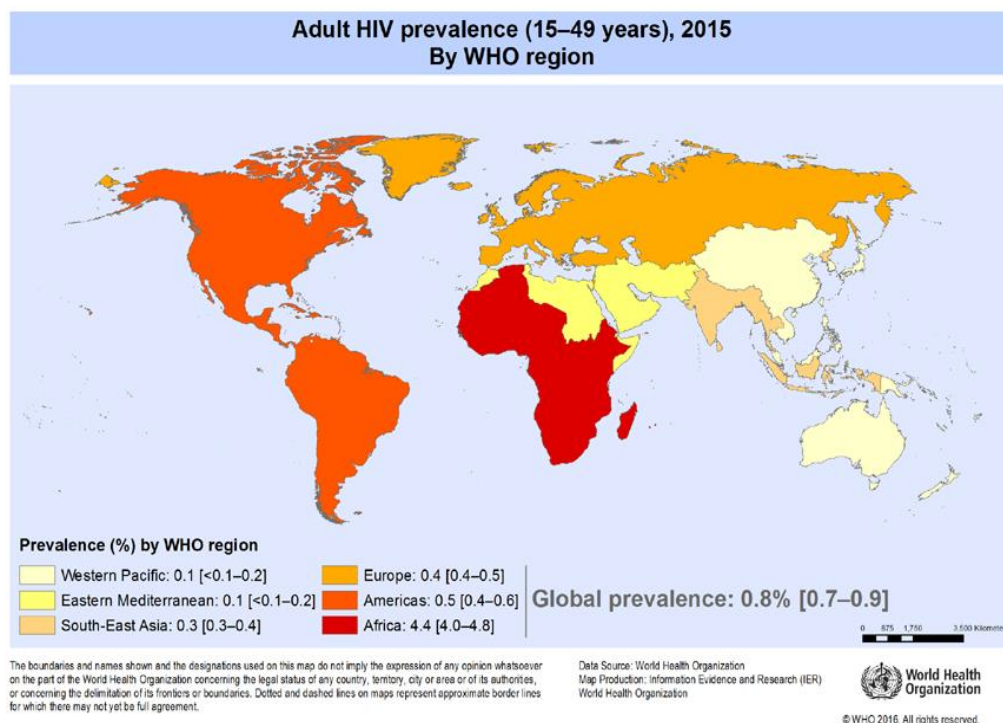 Adult HIV prevalence (15–49 years), 2015
By WHO region
Prevalence (%) by WHO region
Western Pacific: 0.1 [<0.1–0.2]
Eastern Mediterranean: 0.1 [<0.1–0.2]
South-East Asia: 0.3 [0.3–0.4]
Europe: 0.4 [0.4–0.5]
Americas: 0.5 [0.4–0.6]
Africa: 4.4 [4.0–4.8]
Global prevalence: 0.8% [0.7–0.9]
0 875 1,750 3,500 Kilomete
The boundaries and names shown and the designations used on this map do not imply the expression of any opinion whatsoever
on the part of the World Health Organization concerning the legal status of any country, territory, city or area or of its authorities,
or concerning the delimitation of its frontiers or boundaries. Dotted and dashed lines on maps represent approximate border lines
for which there may not yet be full agreement.
Data Source: World Health Organization
Map Production: Information Evidence and Research (IER)
World Health Organization
World Health
Organization
© WHO 2016. All rights reserved.